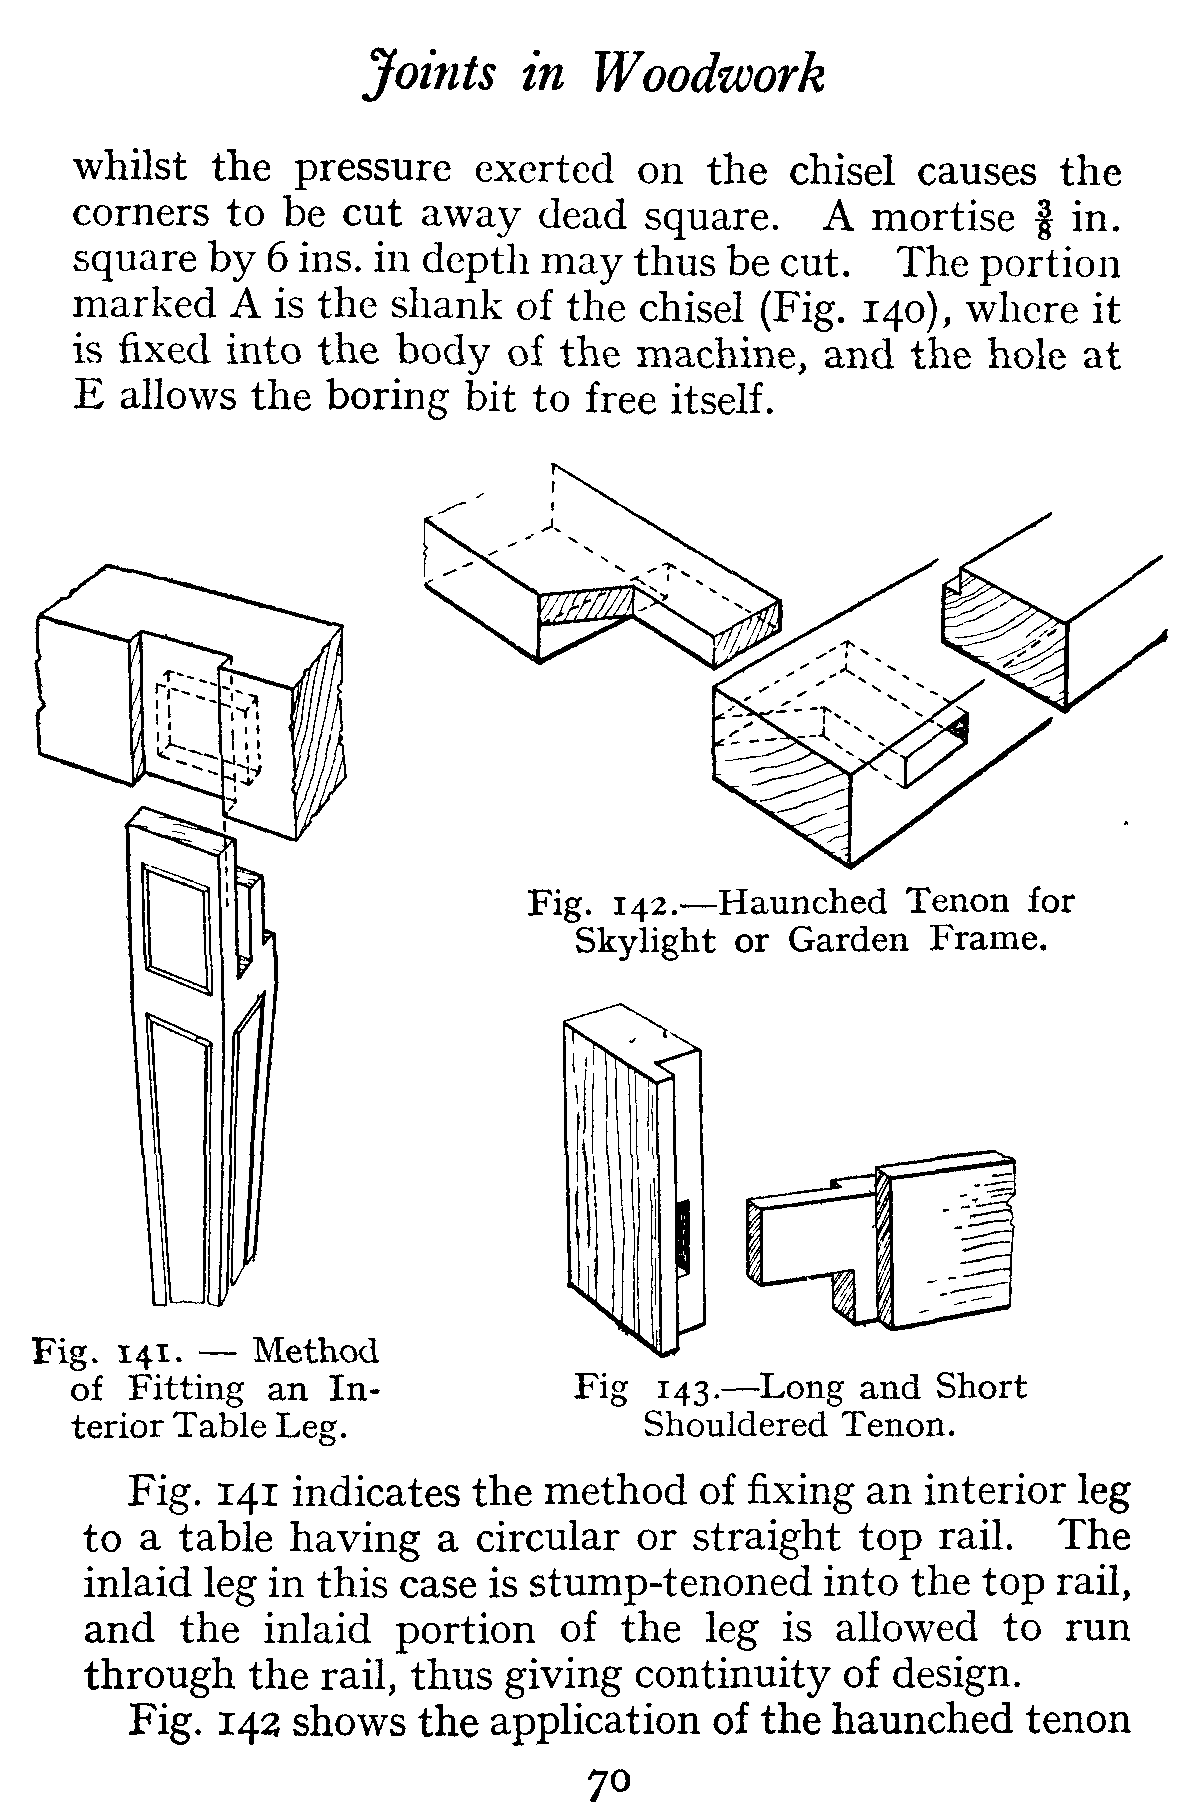 Joints in Woodwork
whilst the pressure exerted on the chisel causes the
corners to be cut away dead square. A mortise ⅜ in.
square by 6 ins. in depth may thus be cut. The portion
marked A is the shank of the chisel (Fig. 140), where it
is fixed into the body of the machine, and the hole at
E allows the boring bit to free itself.
Fig. 142.—Haunched Tenon for
Skylight or Garden Frame.
Fig. 141. — Method
of Fitting an In-
terior Table Leg.
Fig 143.—Long and Short
Shouldered Tenon.
Fig. 141 indicates the method of fixing an interior leg
to a table having a circular or straight top rail. The
inlaid leg in this case is stump-tenoned into the top rail,
and the inlaid portion of the leg is allowed to run
through the rail, thus giving continuity of design.
Fig. 142 shows the application of the haunched tenon
70